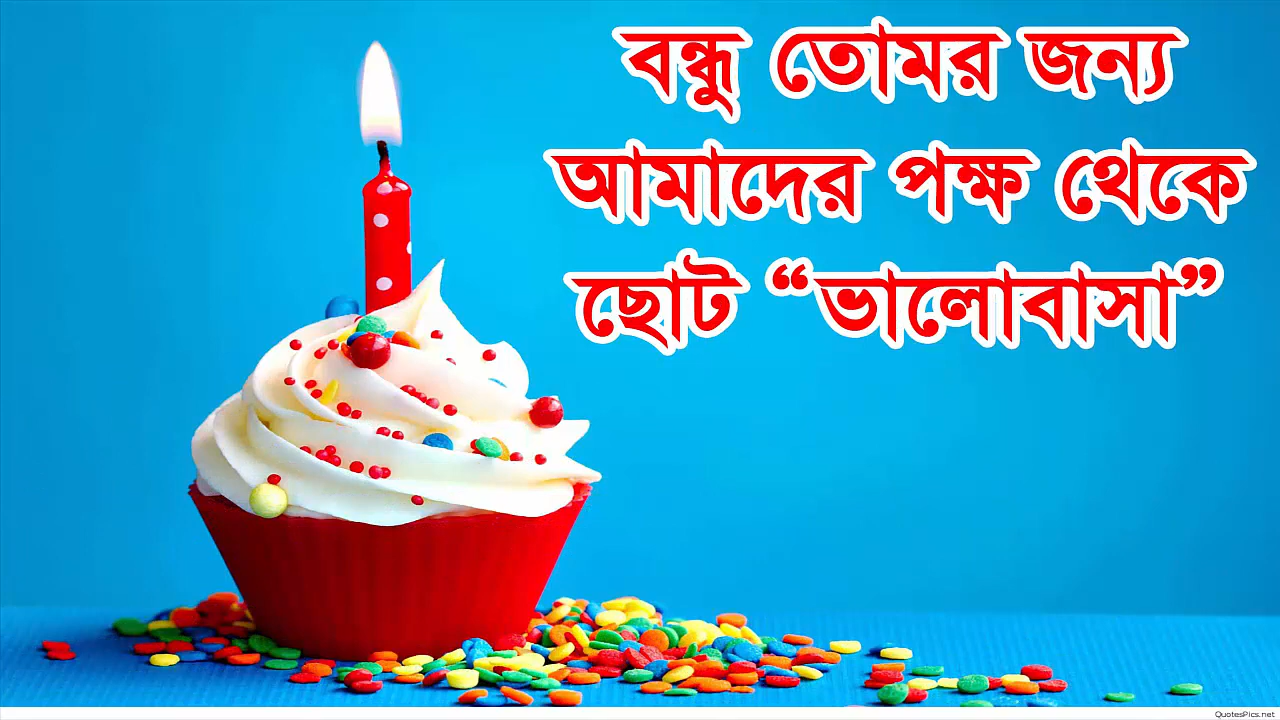 বন্ধু তোমর জন্য
আমাদের পক্ষ থেকে
ছোট “ভালোবাসা”
QuotesPics.net